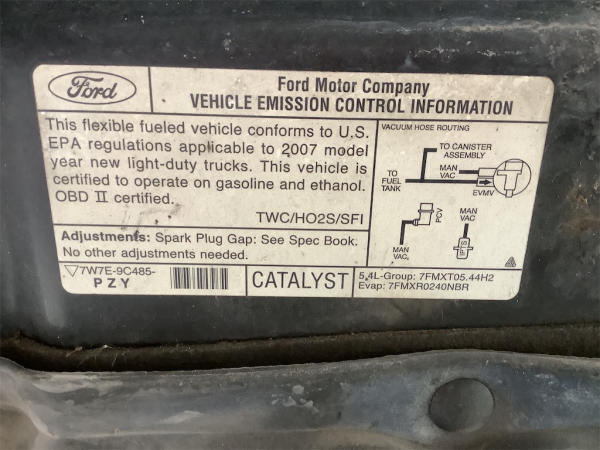 Ford
Ford Motor Company
VEHICLE EMISSION CONTROL INFORMATION
This flexible fueled vehicle conforms to U.S.
EPA regulations applicable to 2007 model
year new light-duty trucks. This vehicle is
certified to operate on gasoline and ethanol.
OBD II certified.
TWC/HO2S/SFI
Adjustments: Spark Plug Gap: See Spec Book.
No other adjustments needed.
VACUUM HOSE ROUTING
TO CANISTER
ASSEMBLY
TO
FUEL
TANK
MAN
VAC
EVMV
PCV
MAN
VAC
MAN
VAC
7W7E-9C485-
PZY
CATALYST
5.4L-Group: 7FMXT05.44H2
Evap: 7FMXR0240NBR